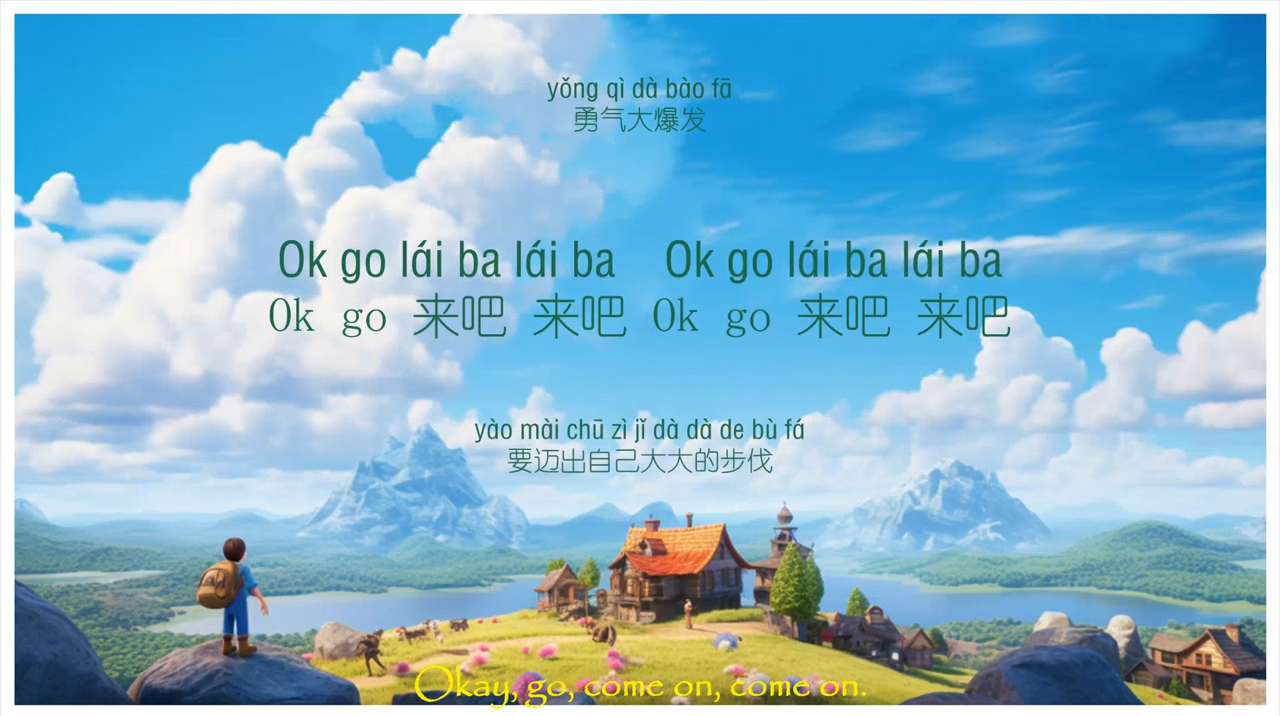 yǒng qì dà bào fā
勇气大爆发
Ok go lái ba lái ba Ok go lái ba lái ba
Ok go 来吧 来吧 Ok go 来吧 来吧
yào mài chū zì jǐ dà dà de bù fá
要迈出自己大大的步伐
Okay, go, come on, come on.